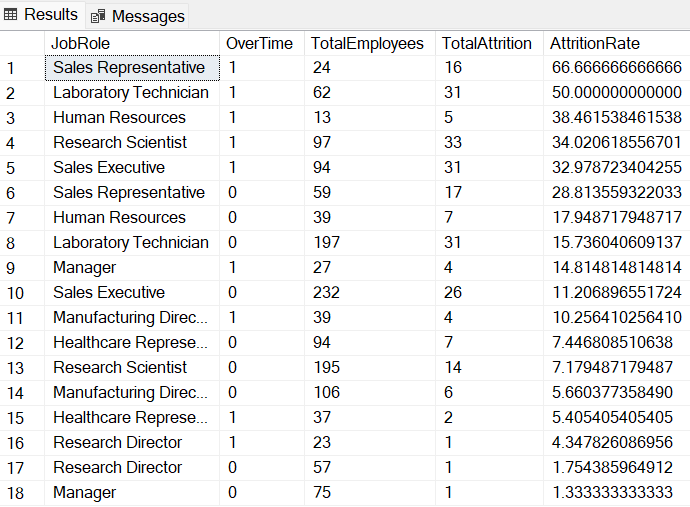 Results Messages
JobRole OverTime TotalEmployees TotalAttrition AttritionRate
1 Sales Representative 1 24 16 66.666666666666
2 Laboratory Technician 1 62 31 50.000000000000
3 Human Resources 1 13 5 38.461538461538
4 Research Scientist 1 97 33 34.020618556701
5 Sales Executive 1 94 31 32.978723404255
6 Sales Representative 0 59 17 28.813559322033
7 Human Resources 0 39 7 17.948717948717
8 Laboratory Technician 0 197 31 15.736040609137
9 Manager 1 27 4 14.814814814814
10 Sales Executive 0 232 26 11.206896551724
11 Manufacturing Direc... 1 39 4 10.256410256410
12 Healthcare Represe... 0 94 7 7.446808510638
13 Research Scientist 0 195 14 7.179487179487
14 Manufacturing Direc... 0 106 6 5.660377358490
15 Healthcare Represe... 1 37 2 5.405405405405
16 Research Director 1 23 1 4.347826086956
17 Research Director 0 57 1 1.754385964912
18 Manager 0 75 1 1.333333333333